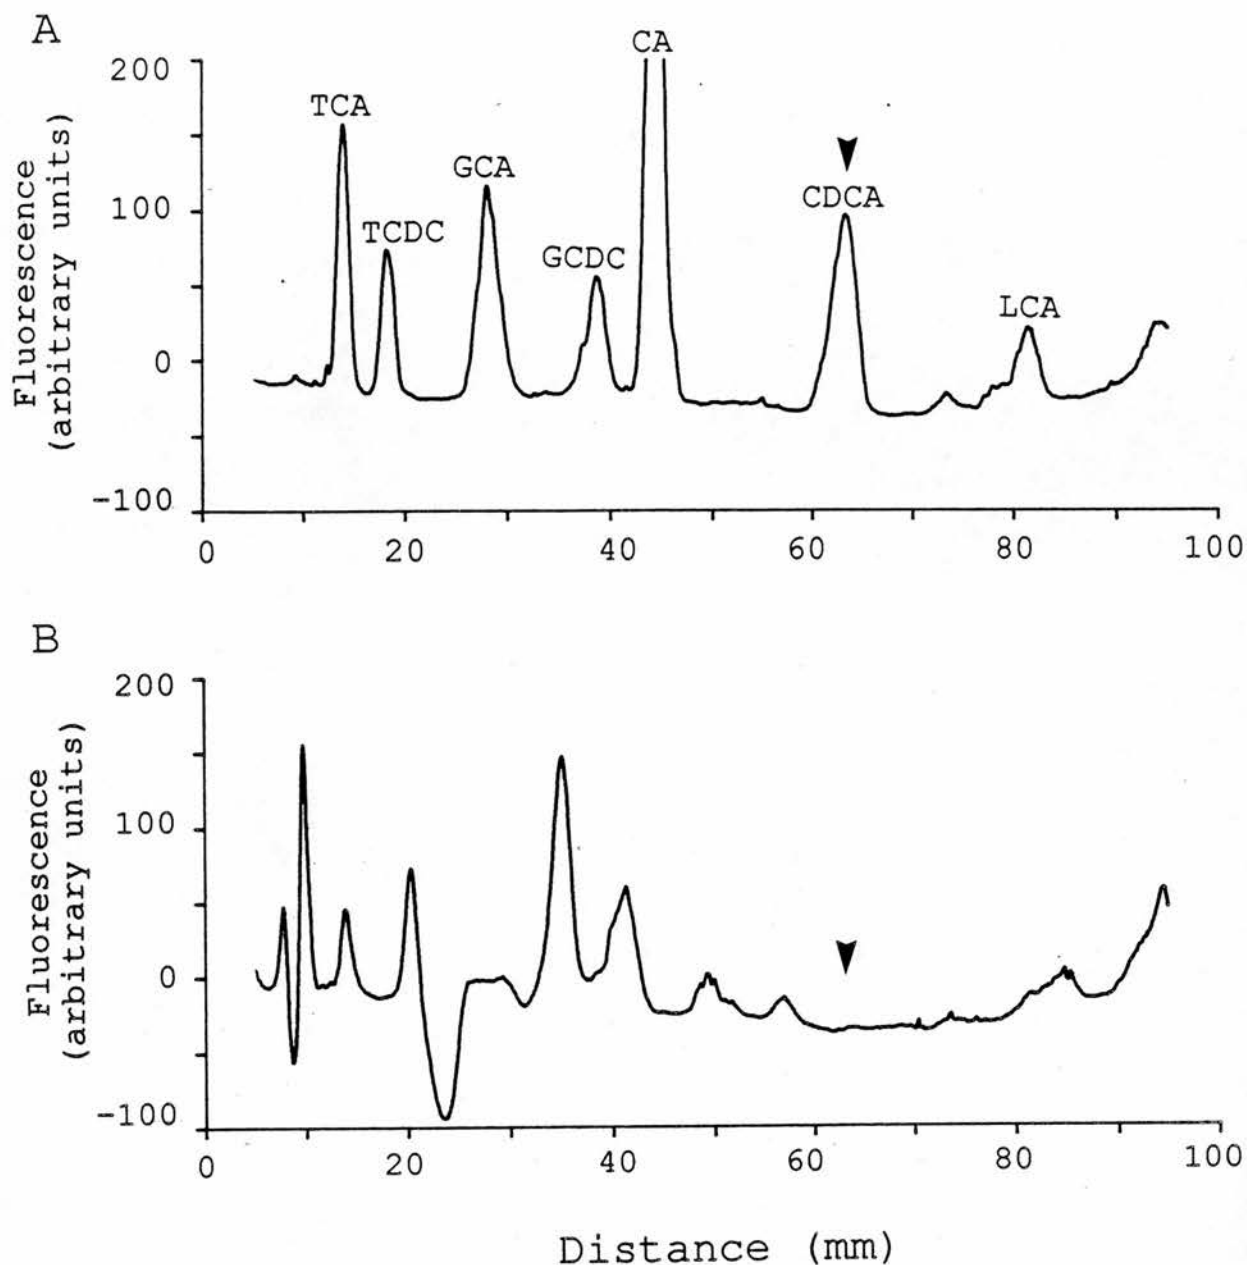 A
200
100
0
-100
Fluorescence
(arbitrary units)
TCA
TCDC
GCA
GCDC
CA
CDCA
LCA
0 20 40 60 80 100
B
200
100
0
-100
Fluorescence
(arbitrary units)
0 20 40 60 80 100
Distance (mm)